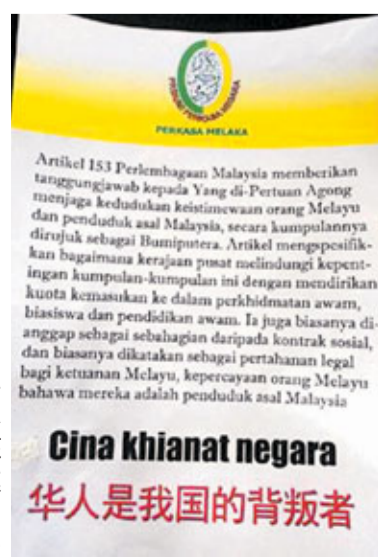 PERKASA MELAKA
Artikel 153 Perlembagaan Malaysia memberikan
tanggungjawab kepada Yang di-Pertuan Agong
menjaga kedudukan keistimewaan orang Melayu
dan penduduk asal Malaysia, secara kumpulannya
dirujuk sebagai Bumiputera. Artikel mengspesifik-
kan bagaimana kerajaan pusat melindungi kepent-
ingan kumpulan-kumpulan ini dengan mendirikan
kuota kemasukan ke dalam perkhidmatan awam,
biasiswa dan pendidikan awam. Ia juga biasanya di-
anggap sebagai sebahagian daripada kontrak sosial,
dan biasanya dikatakan sebagai pertahanan legal
bagi ketuanan Melayu, kepercayaan orang Melayu
bahawa mereka adalah penduduk asal Malaysia
Cina khianat negara
华人是我国的背叛者